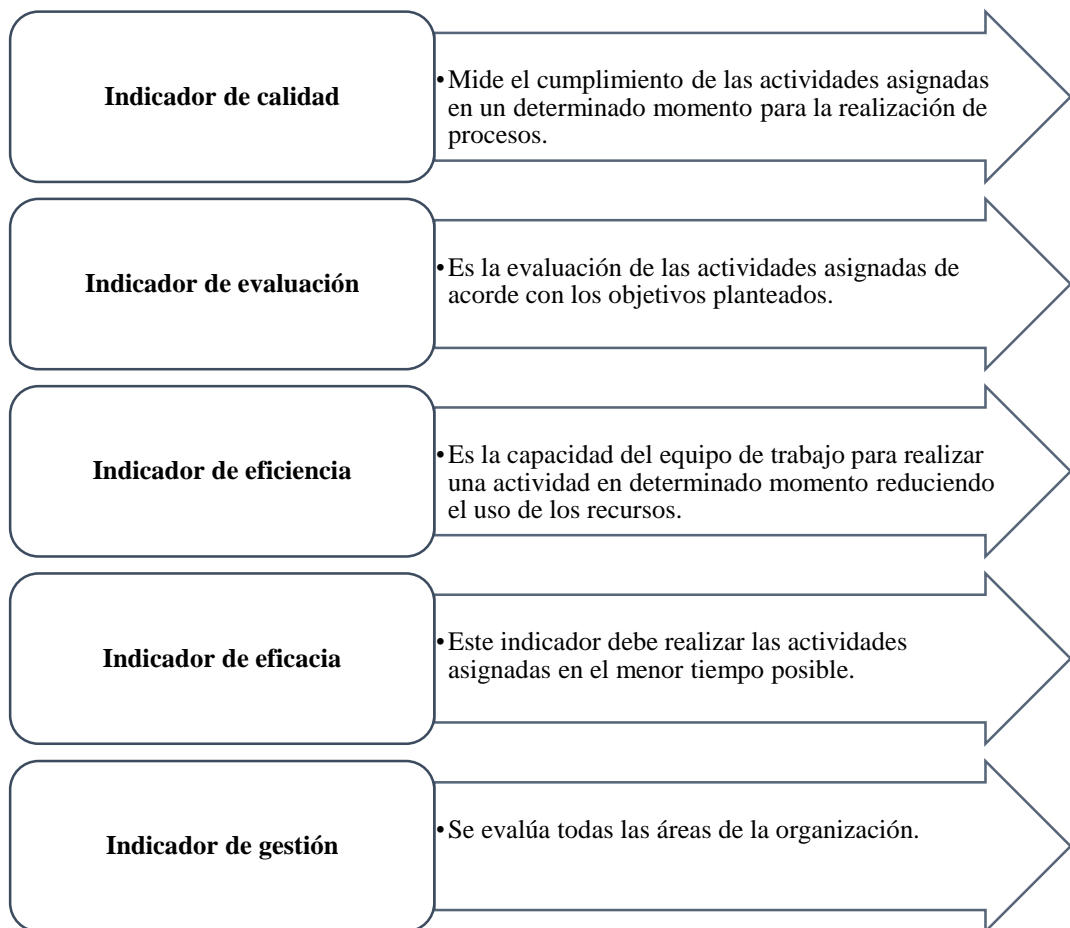 Indicador de calidad
•Mide el cumplimiento de las actividades asignadas
en un determinado momento para la realización de
procesos.
Indicador de evaluación
•Es la evaluación de las actividades asignadas de
acorde con los objetivos planteados.
Indicador de eficiencia
•Es la capacidad del equipo de trabajo para realizar
una actividad en determinado momento reduciendo
el uso de los recursos.
Indicador de eficacia
•Este indicador debe realizar las actividades
asignadas en el menor tiempo posible.
Indicador de gestión
•Se evalúa todas las áreas de la organización.